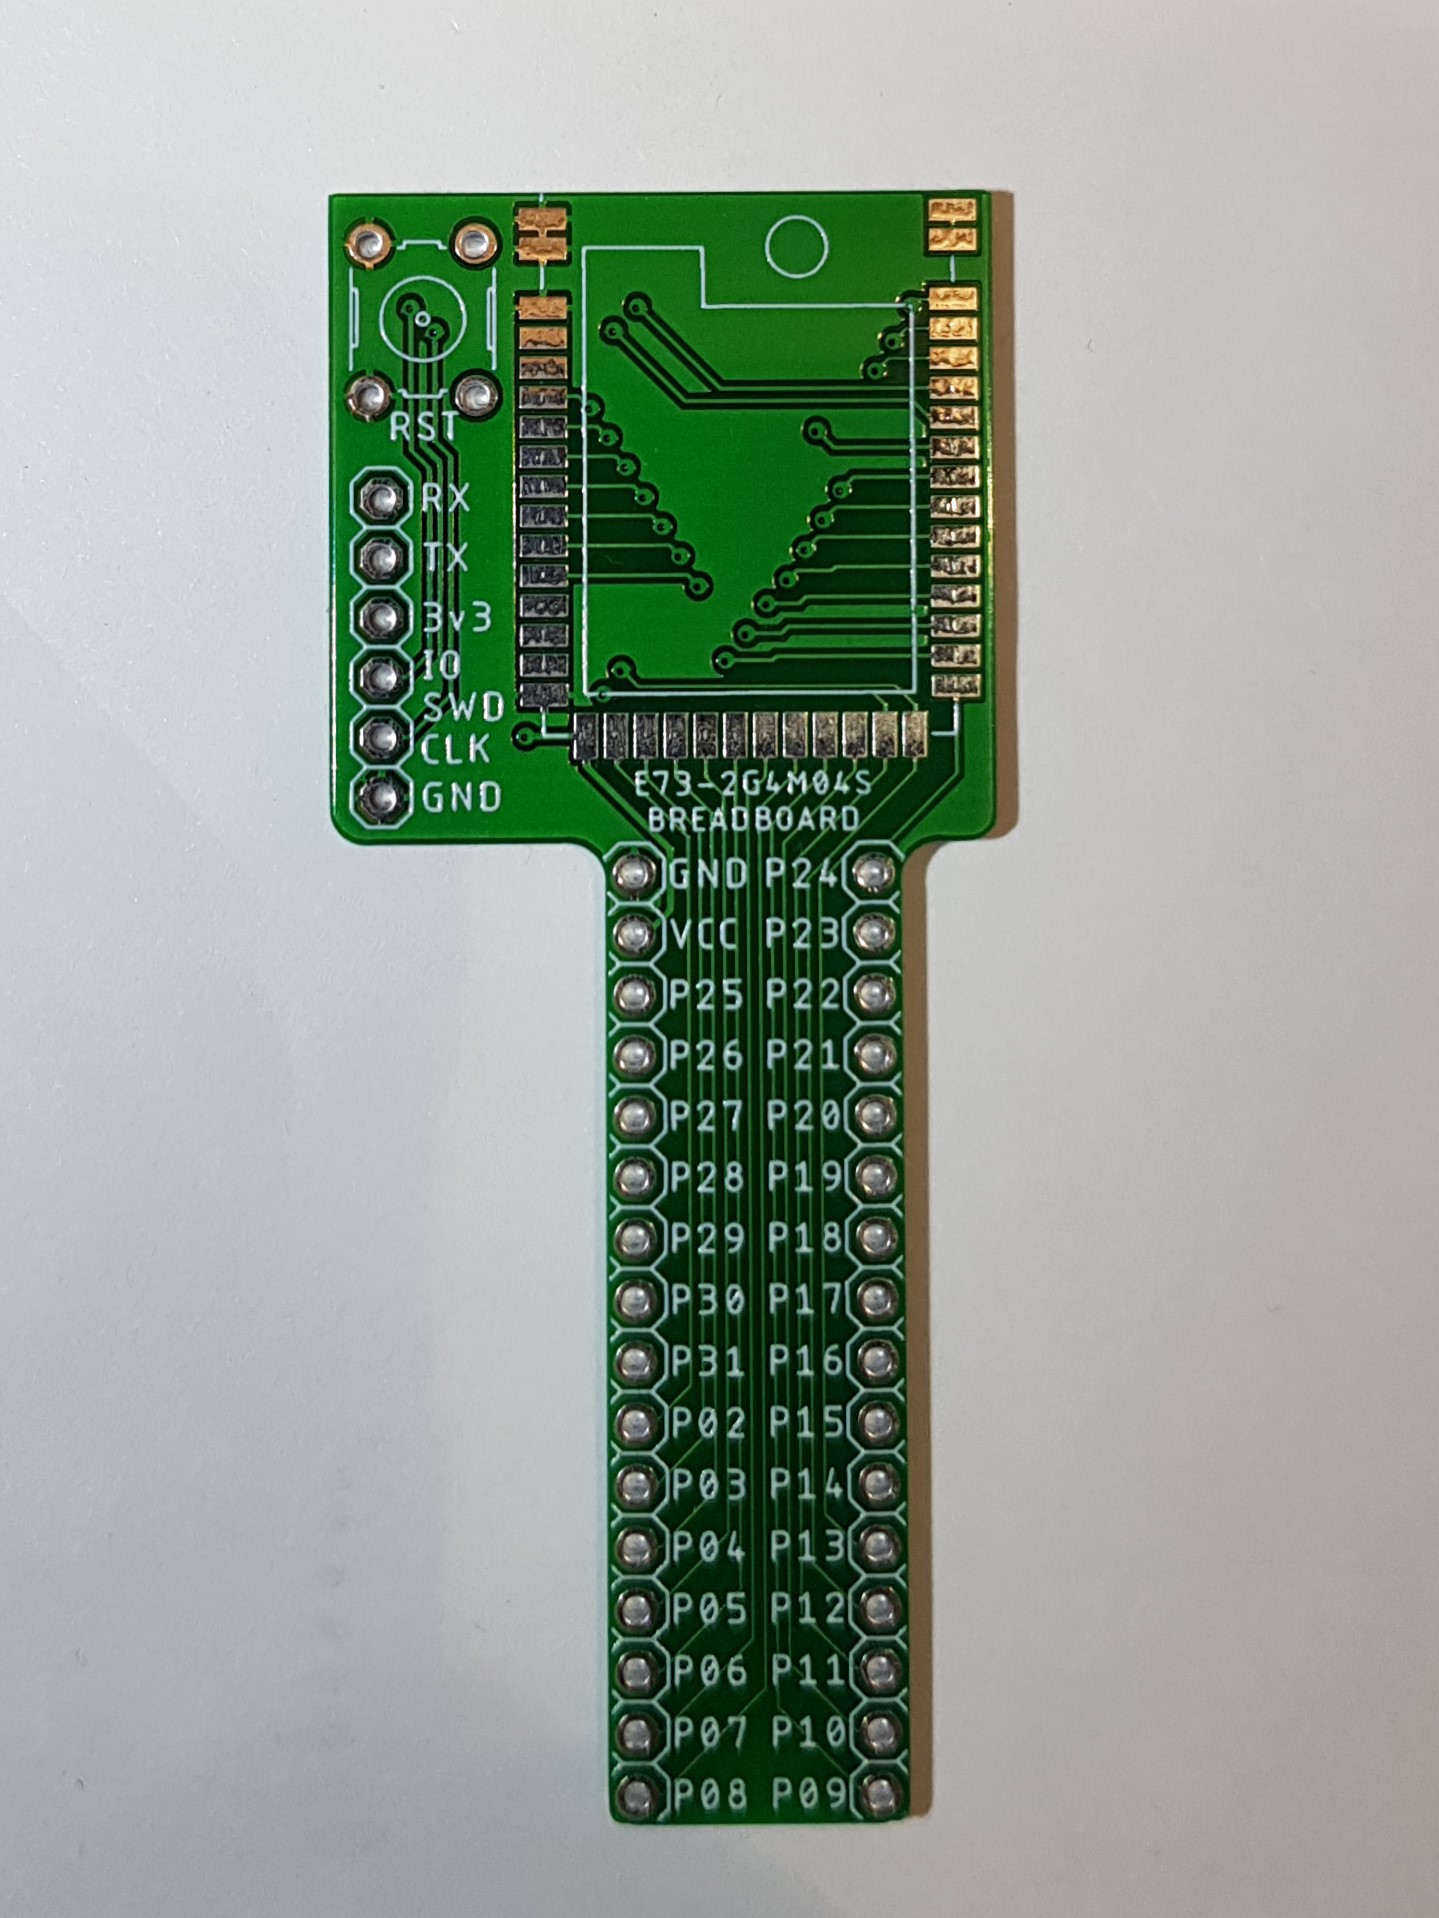 RST
RX
TX
3v3
IO
SWD
CLK
GND
E73-2G4M04S
BREADBOARD
GND P24
VCC P23
P25 P22
P26 P21
P27 P20
P28 P19
P29 P18
P30 P17
P31 P16
P02 P15
P03 P14
P04 P13
P05 P12
P06 P11
P07 P10
P08 P09